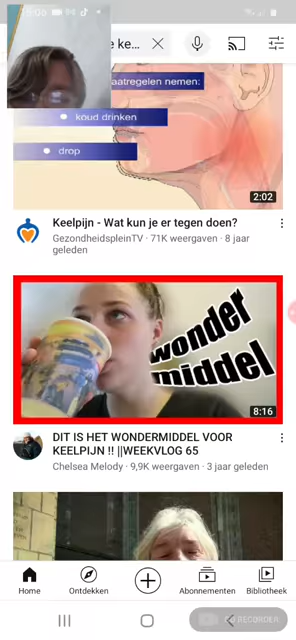 16:06
e ke...
aatregelen nemen:
koud drinken
drop
2:02
Keelpijn - Wat kun je er tegen doen?
GezondheidspleinTV · 71K weergaven · 8 jaar
geleden
wonder
middel
8:16
DIT IS HET WONDERMIDDEL VOOR
KEELPIJN !! ||WEEKVLOG 65
Chelsea Melody · 9,9K weergaven · 3 jaar geleden
Home
Ontdekken
Abonnementen
Bibliotheek
RECORDER